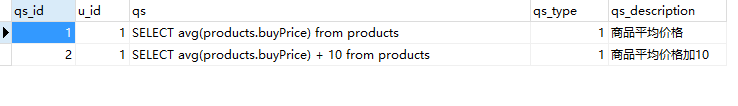 qs_id u_id qs qs_type qs_description
1 1 SELECT avg(products.buyPrice) from products 1 商品平均价格
2 1 SELECT avg(products.buyPrice) + 10 from products 1 商品平均价格加10